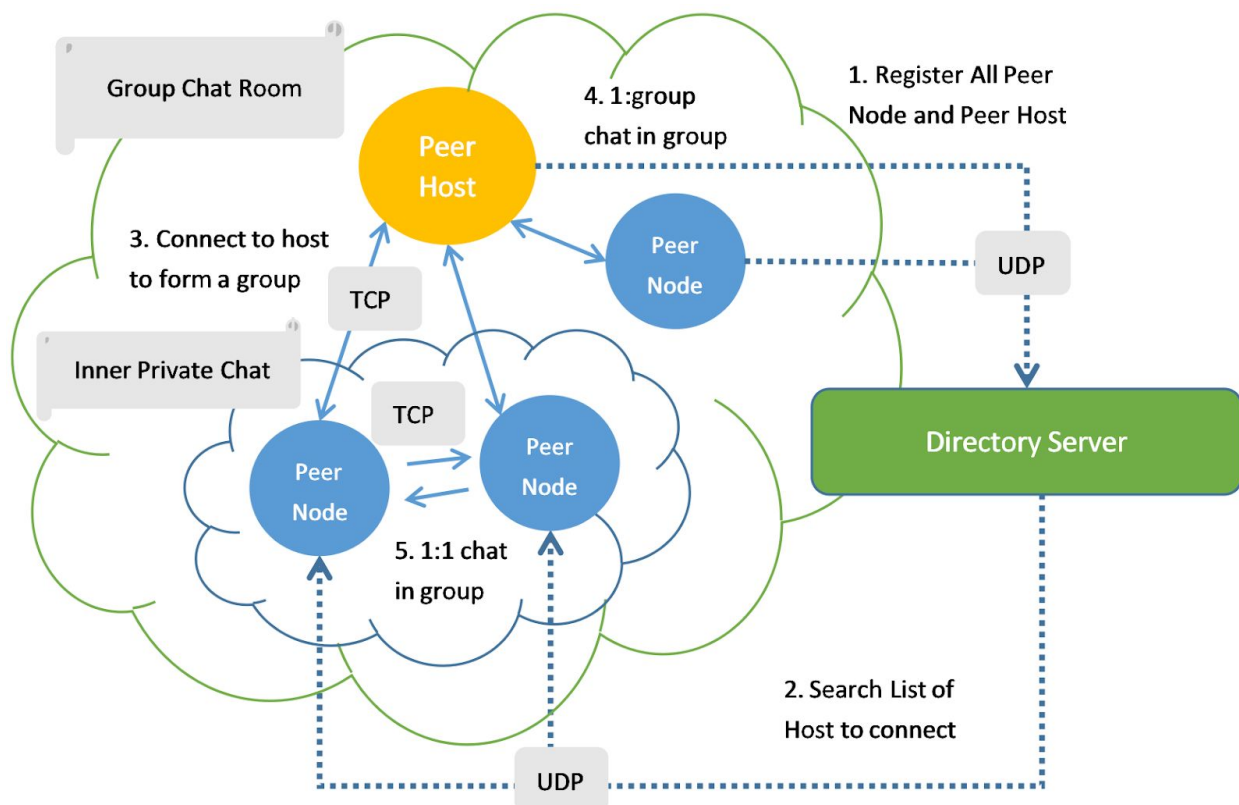 Group Chat Room
4. 1:group
chat in group
1. Register All Peer
Node and Peer Host
Peer
Host
3. Connect to host
to form a group
TCP
Peer
Node
UDP
Inner Private Chat
TCP
Peer
Node
Peer
Node
Directory Server
5. 1:1 chat
in group
2. Search List of
Host to connect
UDP